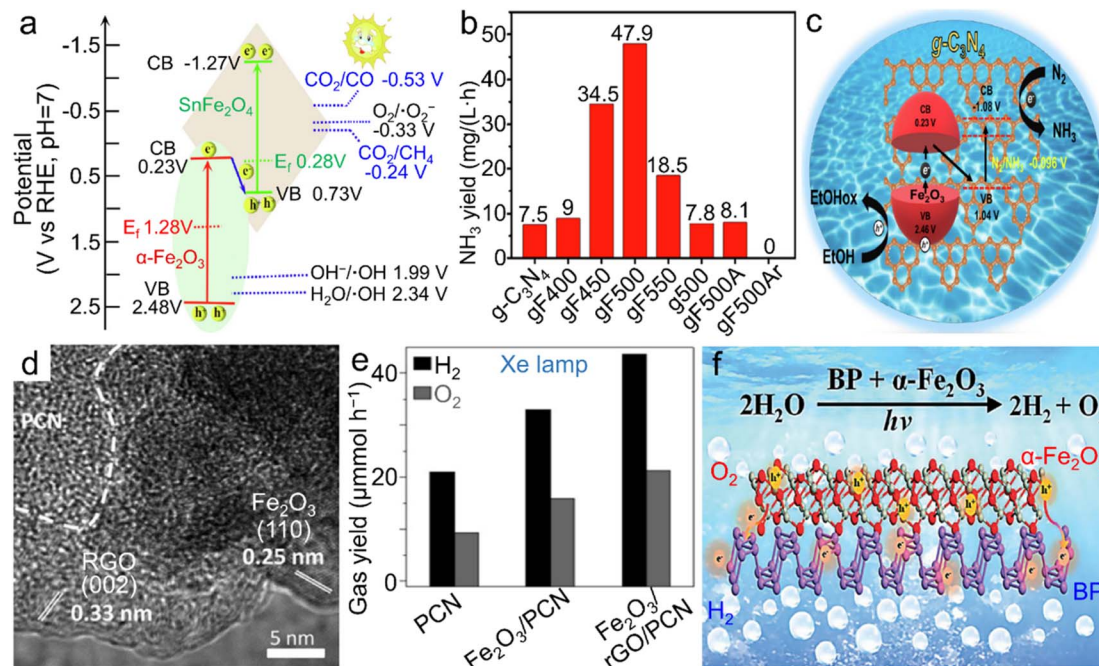 a
Potential
(V vs RHE, pH=7)
-1.5
-0.5
0.5
1.5
2.5
CB -1.27V
e⁻ e⁻
SnFe₂O₄
CO₂/CO -0.53
O₂/·O₂⁻
-0.33 V
CO₂/CH₄
-0.24 V
CB
0.23V
e⁻
e⁻
E_f 0.28V
VB 0.73V
h h
E_f 1.28V
α-Fe₂O₃
OH⁻/·OH 1.99 V
H₂O/·OH 2.34 V
VB
2.48V
h h
b
NH₃ yield (mg/(L·h)
50
40
30
20
10
0
7.5
9
34.5
47.9
18.5
7.8
8.1
0
g-C₃N₄
gF400
gF450
gF500
gF550
g500
gF500A
gF500Ar
c
g-C₃N₄
N₂
e⁻
NH₃
CB
-1.08V
CB
0.23 V
-0.096 V
e⁻
Fe₂O₃
VB
1.04 V
VB
2.48 V
h⁺
EtOHox
h⁺
EtOH
d
PCN
RGO
(002)
0.33 nm
Fe₂O₃
(110)
0.25 nm
5 nm
e
Xe lamp
H₂
O₂
Gas yield (μmmol h⁻¹)
40
20
0
PCN
Fe₂O₃/PCN
Fe₂O₃/
rGO/PCN
f
BP + α-Fe₂O₃
2H₂O
hν
2H₂ + O
O₂
α-Fe₂O
h⁺
h⁺
h⁺
h⁺
h⁺
e⁻
e⁻
e⁻
e⁻
e⁻
e⁻
e⁻
H₂
BP